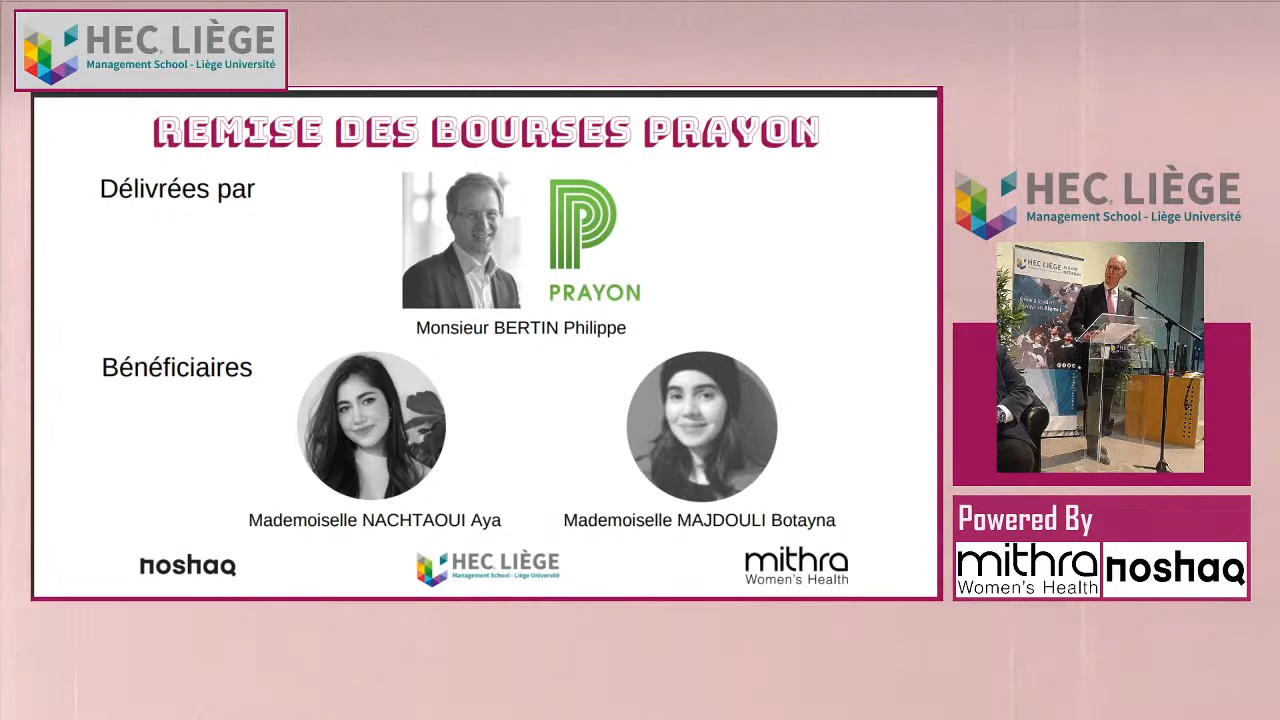 HEC. LIÈGE
Management School - Liège Université
REMISE DES BOURSES PRAYON
Délivrées par
PRAYON
Monsieur BERTIN Philippe
Bénéficiaires
Mademoiselle NACHTAOUI Aya
Mademoiselle MAJDOULI Botayna
noshaq
HEC. LIÈGE
Management School - Liège Université
mithra
Women's Health
HEC. LIÈGE
Management School - Liège Université
HEC LIÈGE
Powered By
mithra
Women's Health
noshaq